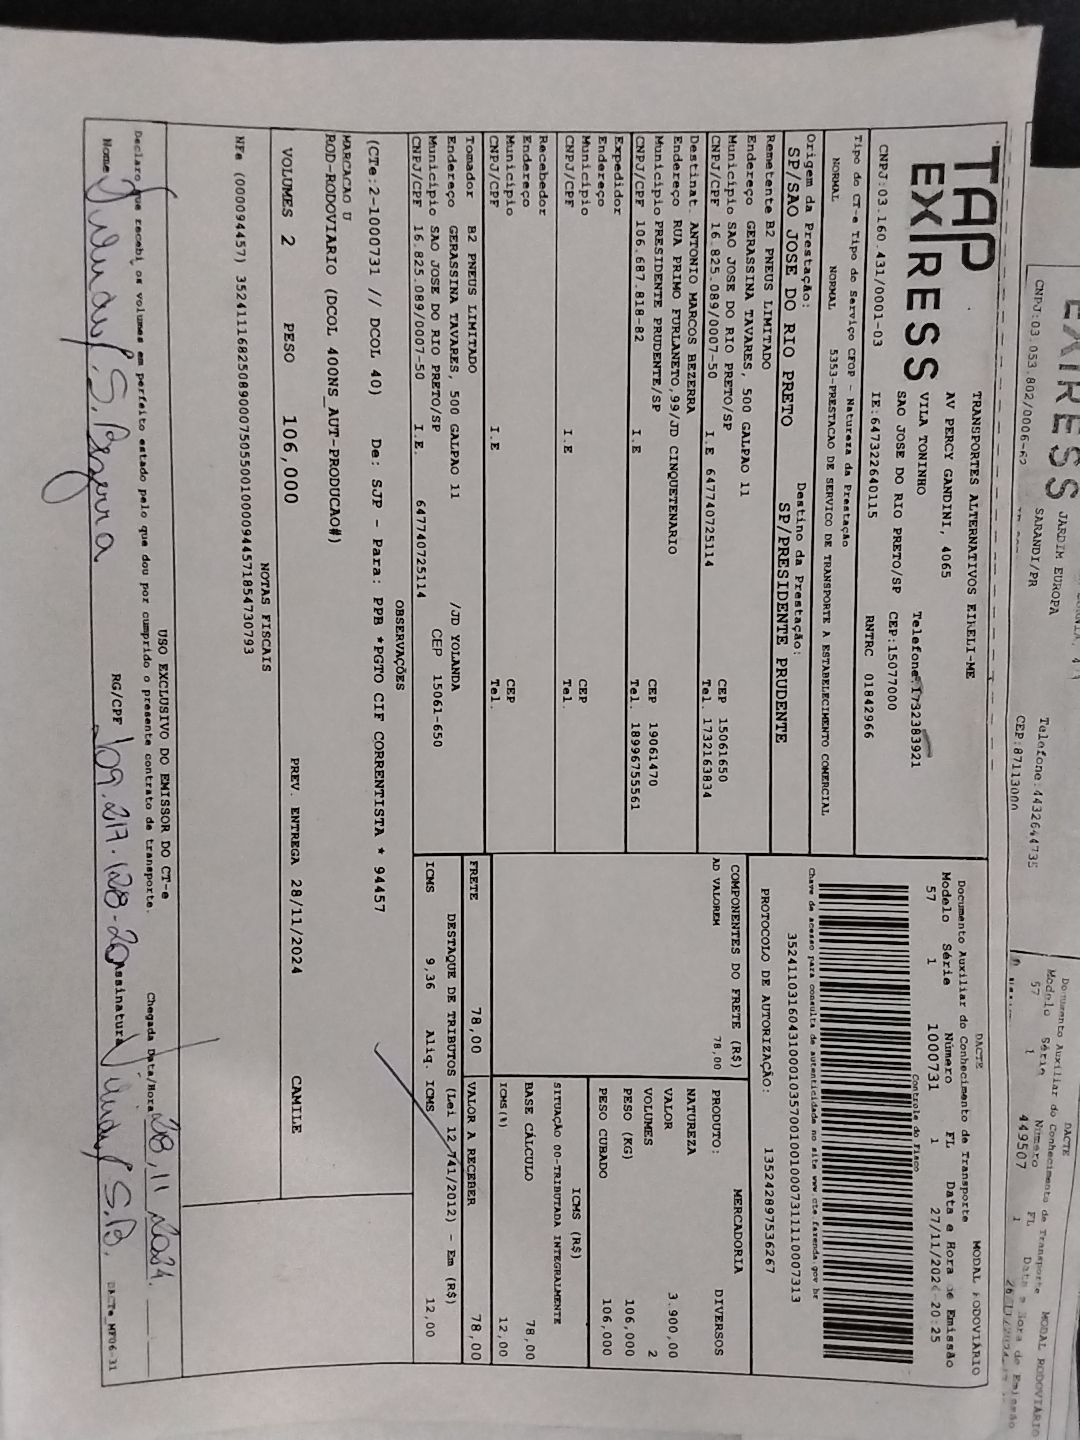 TAP
EXPRESS
TRANSPORTES ALTERNATIVOS EIRELI-ME
AV PERCY GANDINI, 4065
VILA TONINHO Telefone:1732383921
SAO JOSE DO RIO PRETO/SP CEP:15077000
CNPJ:03.160.431/0001-03 IE:647322640115 RNTRC 01842966
DACTE MODAL RODOVIÁRIO
Documento Auxiliar do Conhecimento de Transporte
Modelo Série Número FL Data e Hora de Emissão
57 1 1000731 1 27/11/2024 20:25
Controle do Fisco
Chave de acesso para consulta de autenticidade no site www.cte.fazenda.gov.br
PROTOCOLO DE AUTORIZAÇÃO: 135242897536267
Tipo do CT-e Tipo do Serviço CFOP - Natureza da Prestação
NORMAL NORMAL 5353-PRESTACAO DE SERVICO DE TRANSPORTE A ESTABELECIMENTO COMERCIAL
Origem da Prestação: Destino da Prestação:
SP/SAO JOSE DO RIO PRETO SP/PRESIDENTE PRUDENTE
Remetente B2 PNEUS LIMITADO
Endereço GERASSINA TAVARES, 500 GALPAO 11
Município SAO JOSE DO RIO PRETO/SP CEP 15061650
CNPJ/CPF 16.825.089/0007-50 I.E 647740725114 Tel. 1732163834
Destinat. ANTONIO MARCOS BEZERRA
Endereço RUA PRIMO FURLANETO,99/JD CINQUETENARIO
Município PRESIDENTE PRUDENTE/SP CEP 19061470
CNPJ/CPF 106.687.818-82 I.E Tel. 18996755561
Expedidor
Endereço
Município CEP
CNPJ/CPF I.E Tel.
Recebedor
Endereço
Município CEP
CNPJ/CPF I.E Tel.
Tomador B2 PNEUS LIMITADO
Endereço GERASSINA TAVARES, 500 GALPAO 11 /JD YOLANDA
Município SAO JOSE DO RIO PRETO/SP CEP 15061-650
CNPJ/CPF 16.825.089/0007-50 I.E. 647740725114
COMPONENTES DO FRETE (R$)
AD VALOREM 78,00
MERCADORIA
PRODUTO: DIVERSOS
NATUREZA
VALOR 3.900,00
VOLUMES 2
PESO (KG) 106,000
PESO CUBADO 106,000
ICMS (R$)
SITUAÇÃO 00-TRIBUTADA INTEGRALMENTE
BASE CÁLCULO 78,00
ICMS(%) 12,00
FRETE 78,00 VALOR A RECEBER 78,00
DESTAQUE DE TRIBUTOS (Lei 12.741/2012) - Em (R$)
ICMS 9,36 Aliq. ICMS 12,00
OBSERVAÇÕES
(CTe:2-1000731 // DCOL 40) De: SJP - Para: PPB *PGTO CIF CORRENTISTA * 94457
MARCACAO U
ROD-RODOVIARIO (DCOL 400NS_AUT-PRODUCAO#)
VOLUMES 2 PESO 106,000 PREV. ENTREGA 28/11/2024 CAMILE
NOTAS FISCAIS
NFe (000094457) 35241116825089000750550010000944571854730793
USO EXCLUSIVO DO EMISSOR DO CT-e
Declaro que recebi os volumes em perfeito estado pelo que dou por cumprido o presente contrato de transporte. Chegada Data/Hora 28/11/2024
Nome S. Bezerra RG/CPF 109.217.128-20 Assinatura S.B.
DACTe_MF06-31
EXPRESS
JARDIM EUROPA
SARANDI/PR
CNPJ:03.053.802/0006-62
Telefone:4432644735
CEP:87113000
DACTE MODAL RODOVIÁRIO
Documento Auxiliar do Conhecimento de Transporte
Modelo Série Número FL Data e Hora de Emissão
57 1 449507 1